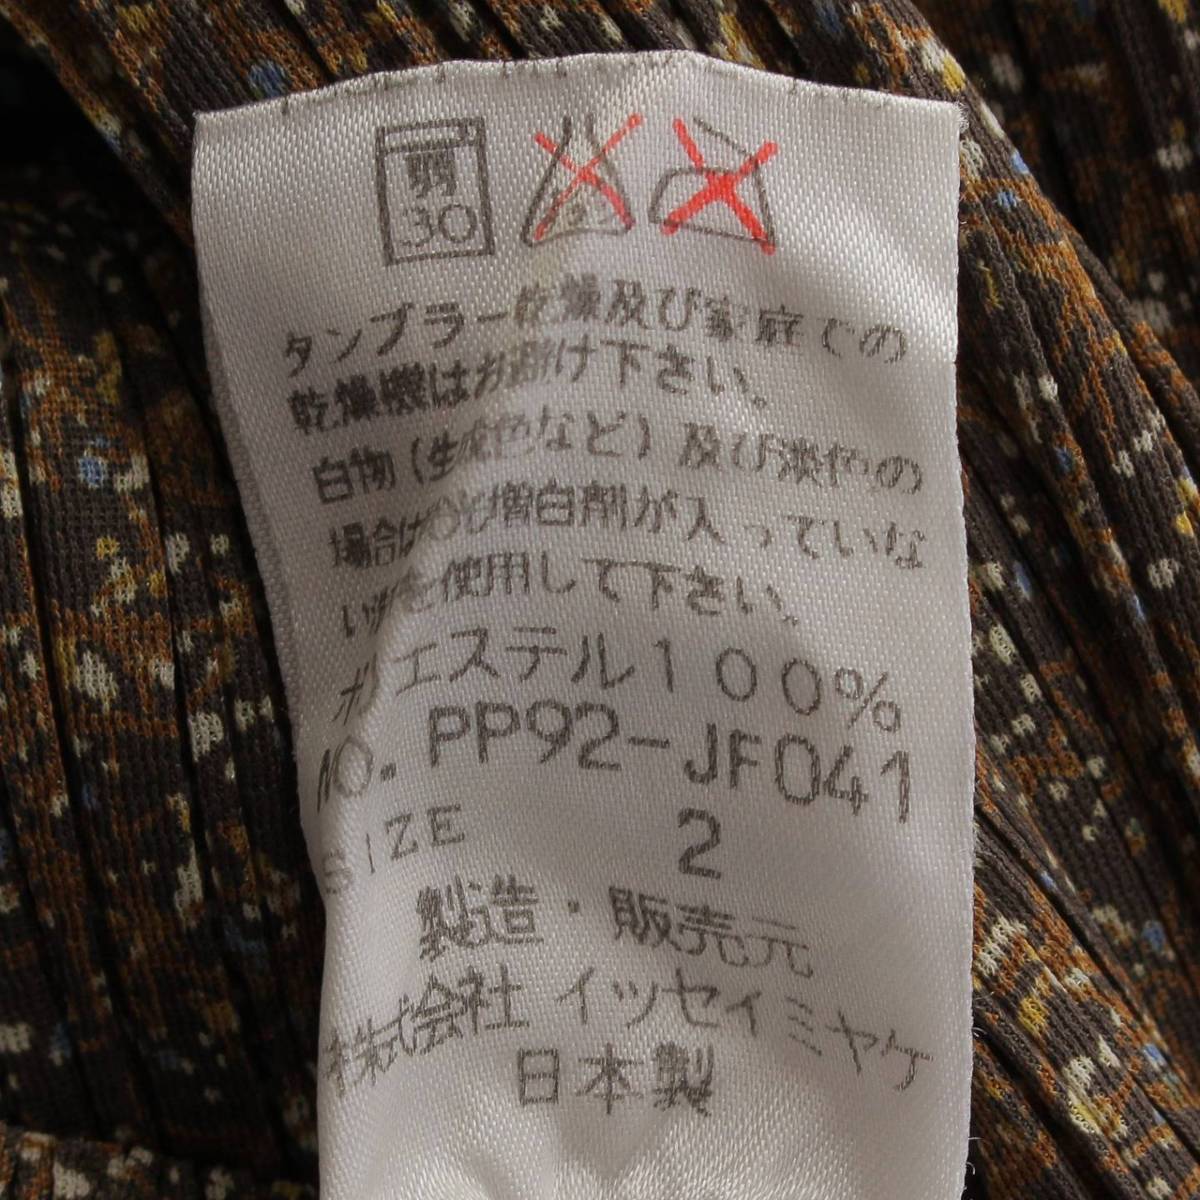 弱
30
タンブラー乾燥及び家庭での
乾燥機はお避け下さい。
白物(生成色など)及び淡色の
場合は蛍光増白剤が入っていな
い物を使用して下さい。
ポリエステル100%
NO. PP92-JF041
SIZE 2
製造・販売元
株式会社 イッセイミヤケ
日本製